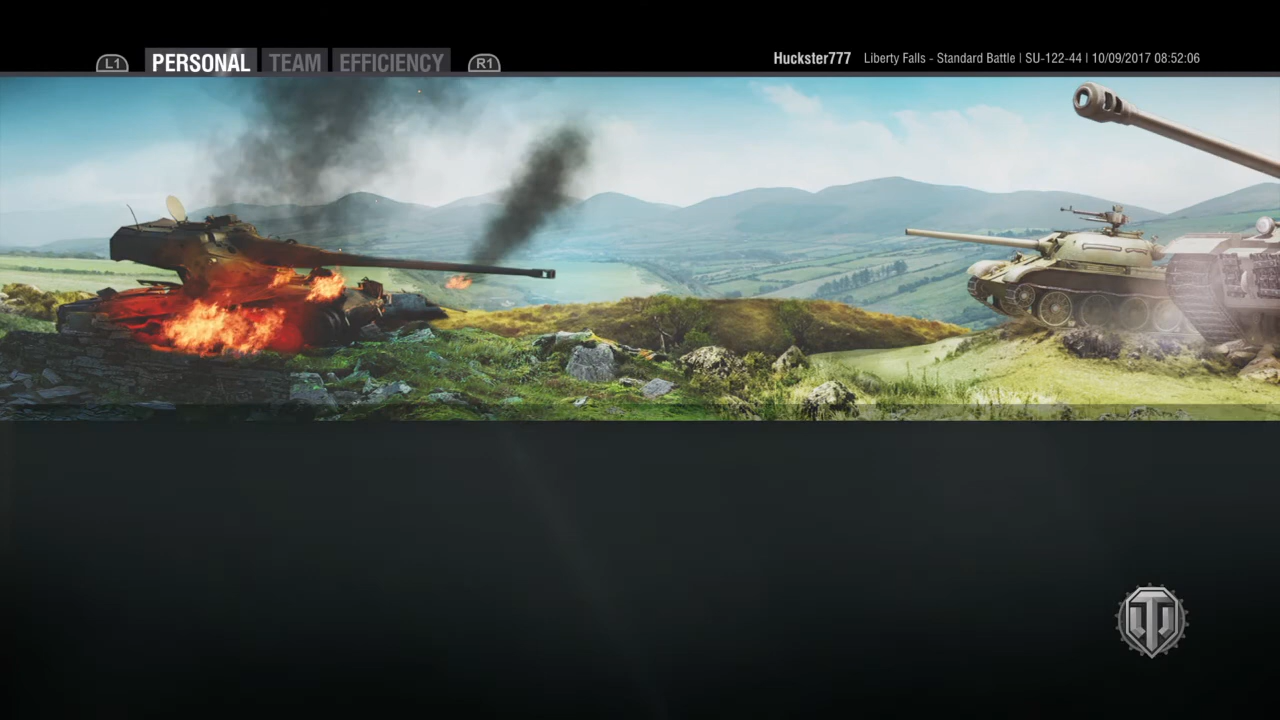 L1 PERSONAL TEAM EFFICIENCY R1
Huckster777 Liberty Falls - Standard Battle | SU-122-44 | 10/09/2017 08:52:06